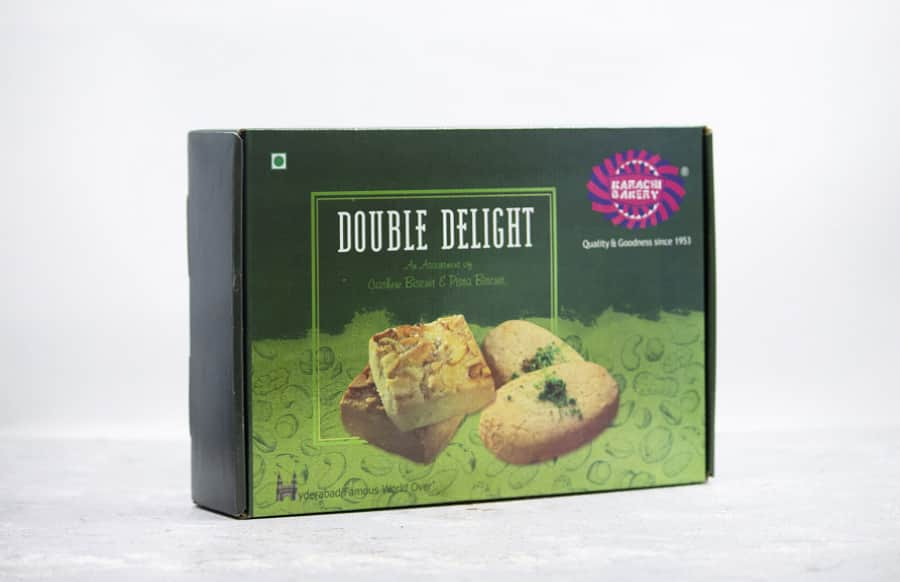 KARACHI
BAKERY
®
Quality & Goodness since 1953
DOUBLE DELIGHT
An Assortment of
Cashew Biscuit & Pista Biscuit
Hyderabad Famous World Over